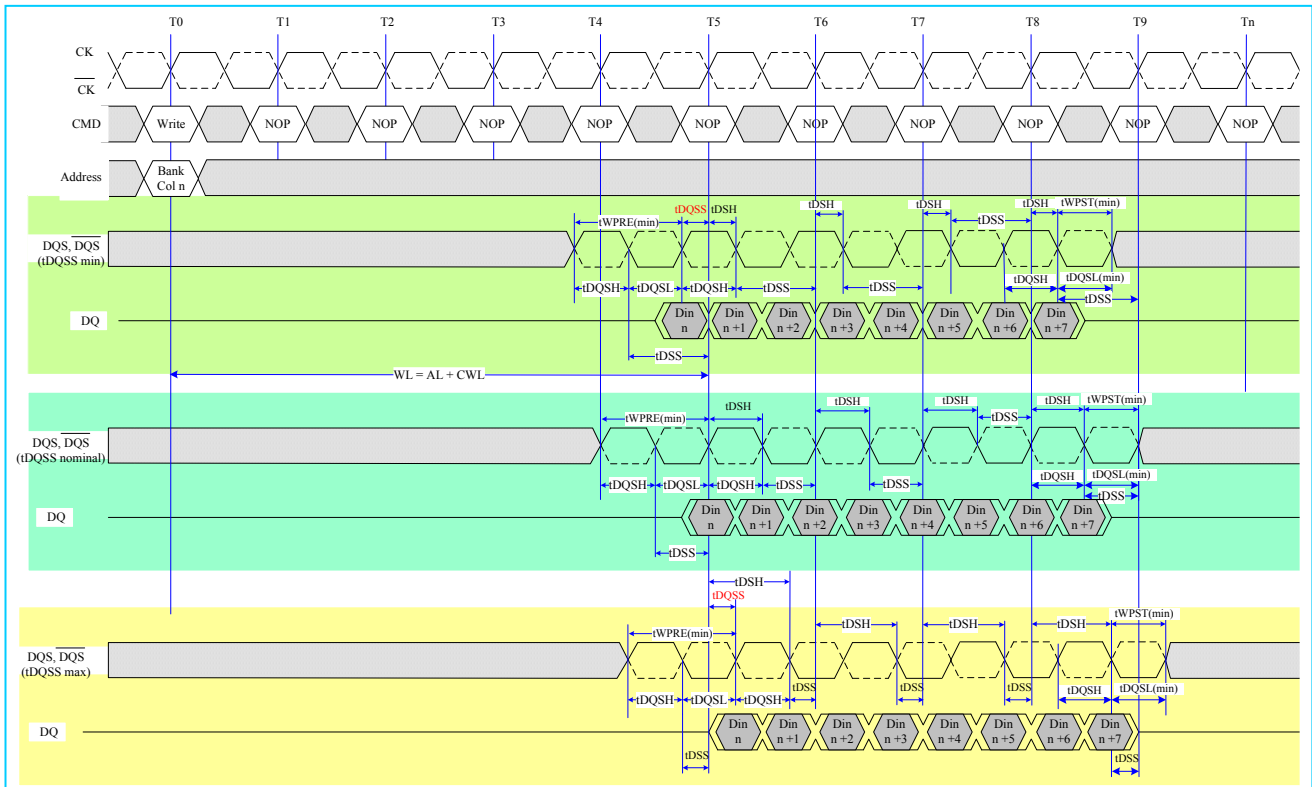 T0 T1 T2 T3 T4 T5 T6 T7 T8 T9 Tn
CK
CK
CMD Write NOP NOP NOP NOP NOP NOP NOP NOP NOP NOP
Address Bank
Col n
tDSH tDSH tDSH tWPST(min)
tWPRE(min) tDQSS tDSH
tDSS
DQS, DQS
(tDQSS min)
tDQSH tDQSL tDQSH tDSS tDSS tDQSH tDQSL(min)
tDSS
DQ
Din n Din n +1 Din n +2 Din n +3 Din n +4 Din n +5 Din n +6 Din n +7
tDSS
WL = AL + CWL
tDSH tDSH tDSH tWPST(min)
tWPRE(min) tDSH
tDSS
DQS, DQS
(tDQSS nominal)
tDQSH tDQSL tDQSH tDSS tDSS tDQSH tDQSL(min)
tDSS
DQ
Din n Din n +1 Din n +2 Din n +3 Din n +4 Din n +5 Din n +6 Din n +7
tDSS
tDSH
tDQSS
tWPST(min)
tWPRE(min) tDSH tDSH tDSH
DQS, DQS
(tDQSS max)
tDQSH tDQSL tDQSH tDSS tDSS tDSS tDQSH tDQSL(min)
DQ
Din n Din n +1 Din n +2 Din n +3 Din n +4 Din n +5 Din n +6 Din n +7
tDSS tDSS